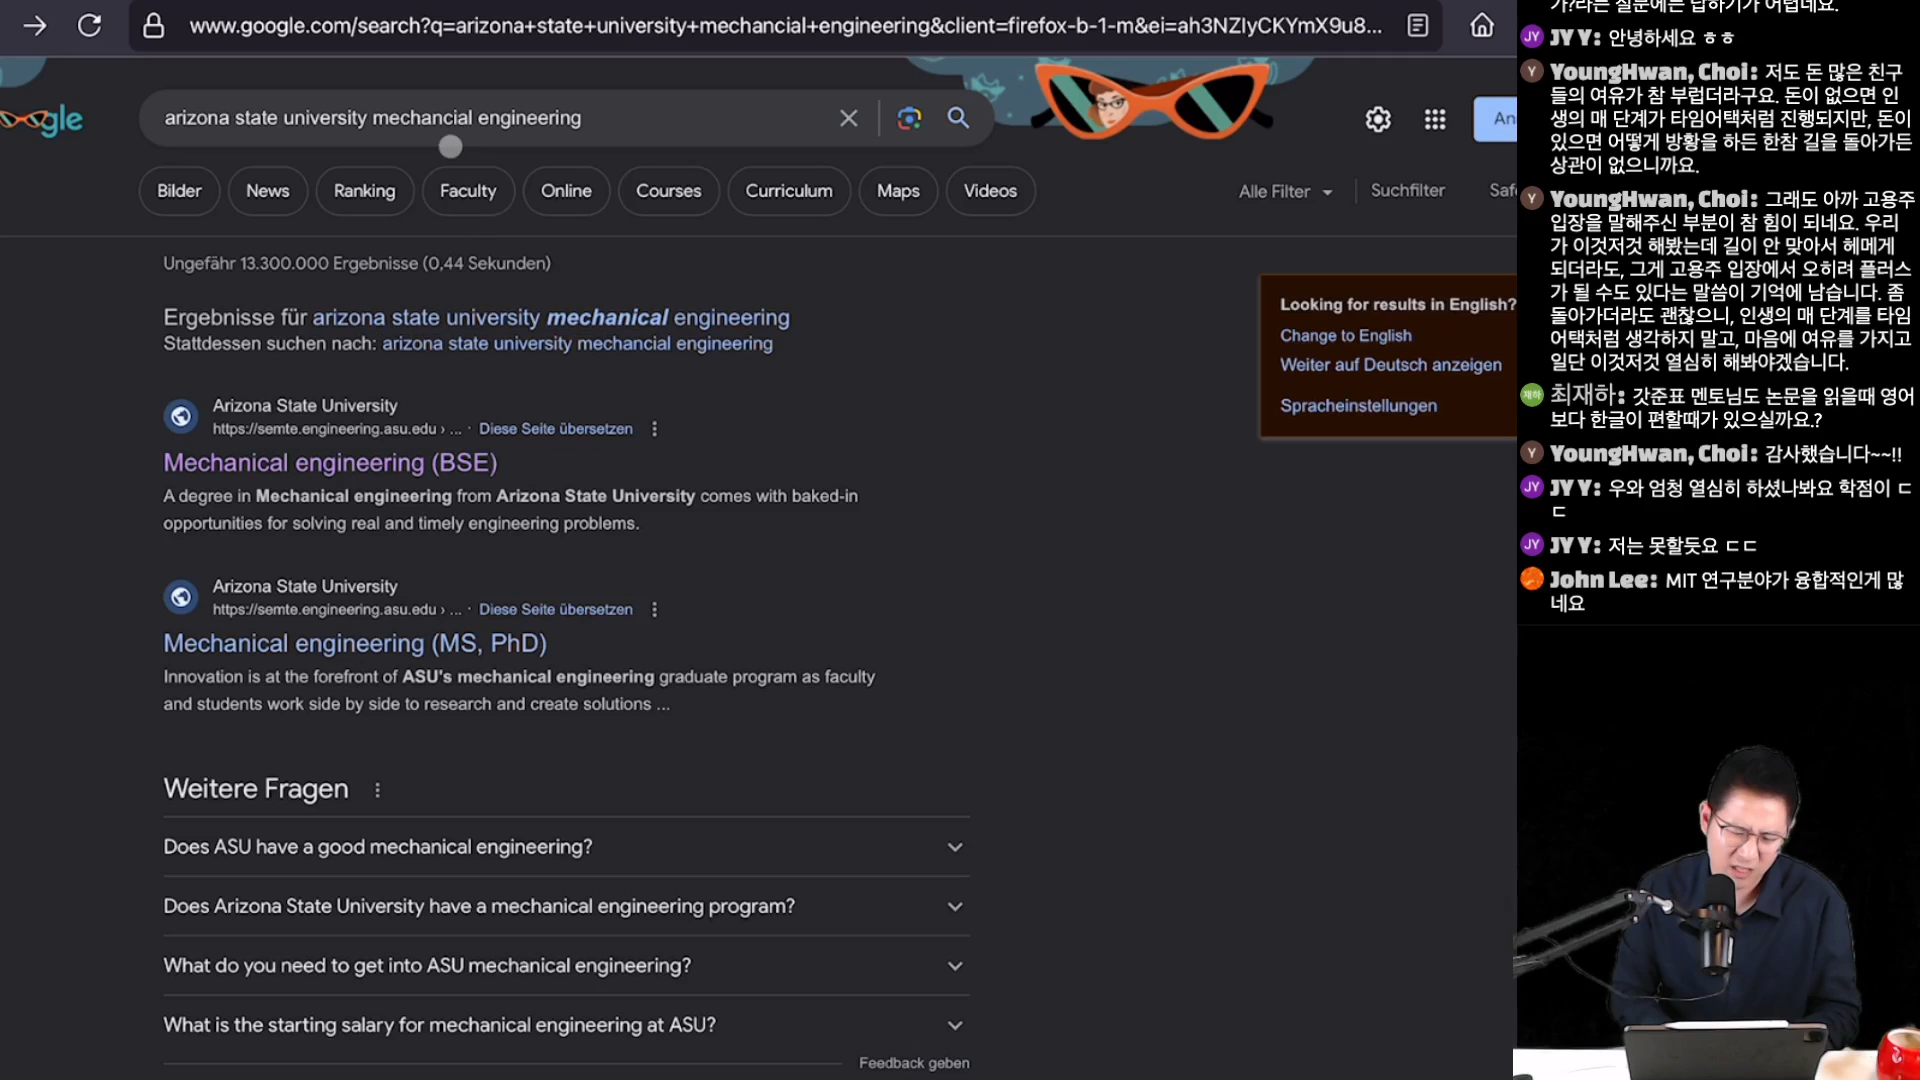 www.google.com/search?q=arizona+state+university+mechancial+engineering&client=firefox-b-1-m&ei=ah3NZIyCKYmX9u8...
gle
arizona state university mechancial engineering
An
Bilder
News
Ranking
Faculty
Online
Courses
Curriculum
Maps
Videos
Alle Filter
Suchfilter
Safe
Ungefähr 13.300.000 Ergebnisse (0,44 Sekunden)
Ergebnisse für arizona state university mechanical engineering
Stattdessen suchen nach: arizona state university mechancial engineering
Looking for results in English?
Change to English
Weiter auf Deutsch anzeigen
Spracheinstellungen
Arizona State University
https://semte.engineering.asu.edu › ... · Diese Seite übersetzen
Mechanical engineering (BSE)
A degree in Mechanical engineering from Arizona State University comes with baked-in
opportunities for solving real and timely engineering problems.
Arizona State University
https://semte.engineering.asu.edu › ... · Diese Seite übersetzen
Mechanical engineering (MS, PhD)
Innovation is at the forefront of ASU's mechanical engineering graduate program as faculty
and students work side by side to research and create solutions ...
Weitere Fragen
Does ASU have a good mechanical engineering?
Does Arizona State University have a mechanical engineering program?
What do you need to get into ASU mechanical engineering?
What is the starting salary for mechanical engineering at ASU?
Feedback geben
가?라는 질문에는 답하기가 어렵네요.
JY JY Y: 안녕하세요 ㅎㅎ
Y YoungHwan, Choi: 저도 돈 많은 친구
들의 여유가 참 부럽더라구요. 돈이 없으면 인
생의 매 단계가 타임어택처럼 진행되지만, 돈이
있으면 어떻게 방황을 하든 한참 길을 돌아가든
상관이 없으니까요.
Y YoungHwan, Choi: 그래도 아까 고용주
입장을 말해주신 부분이 참 힘이 되네요. 우리
가 이것저것 해봤는데 길이 안 맞아서 헤메게
되더라도, 그게 고용주 입장에서 오히려 플러스
가 될 수도 있다는 말씀이 기억에 남습니다. 좀
돌아가더라도 괜찮으니, 인생의 매 단계를 타임
어택처럼 생각하지 말고, 마음에 여유를 가지고
일단 이것저것 열심히 해봐야겠습니다.
재하 최재하: 갓준표 멘토님도 논문을 읽을때 영어
보다 한글이 편할때가 있으실까요.?
Y YoungHwan, Choi: 감사했습니다~~!!
JY JY Y: 우와 엄청 열심히 하셨나봐요 학점이 ㄷ
ㄷ
JY JY Y: 저는 못할듯요 ㄷㄷ
John Lee: MIT 연구분야가 융합적인게 많
네요